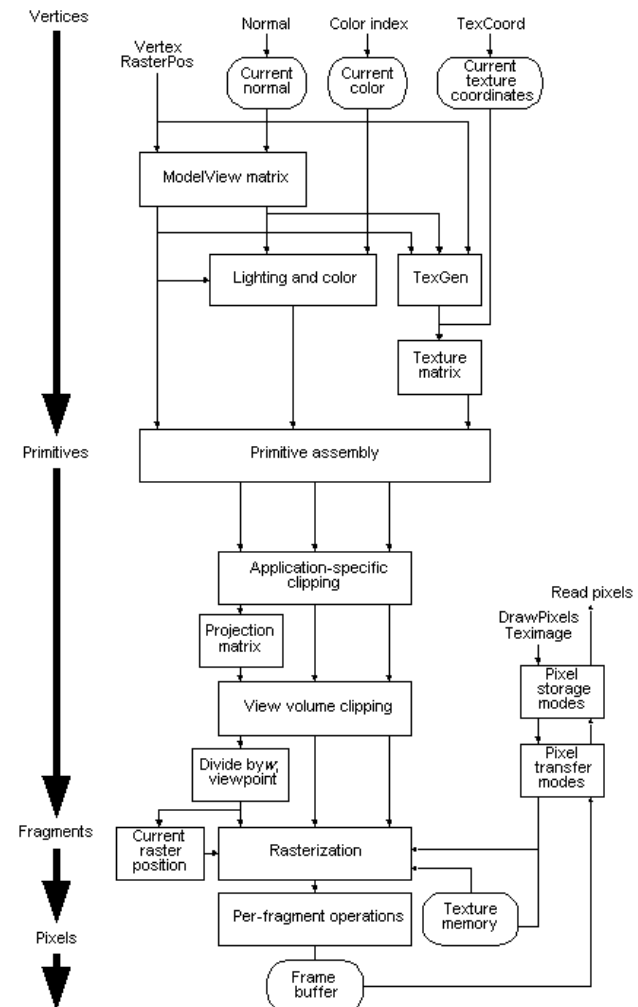 Vertices
Normal
Color index
TexCoord
Vertex
RasterPos
Current
normal
Current
color
Current
texture
coordinates
ModelView matrix
Lighting and color
TexGen
Texture
matrix
Primitives
Primitive assembly
Application-specific
clipping
Read pixels
DrawPixels
TexImage
Projection
matrix
Pixel
storage
modes
View volume clipping
Divide by w,
viewpoint
Pixel
transfer
modes
Fragments
Current
raster
position
Rasterization
Per-fragment operations
Texture
memory
Pixels
Frame
buffer